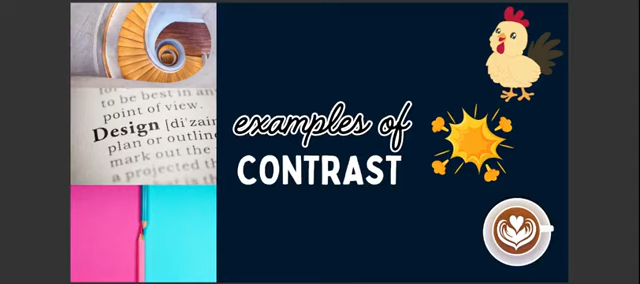 to be best in an
point of view.
Design [di'zain
plan or outline
mark out the
a projected
examples of
CONTRAST